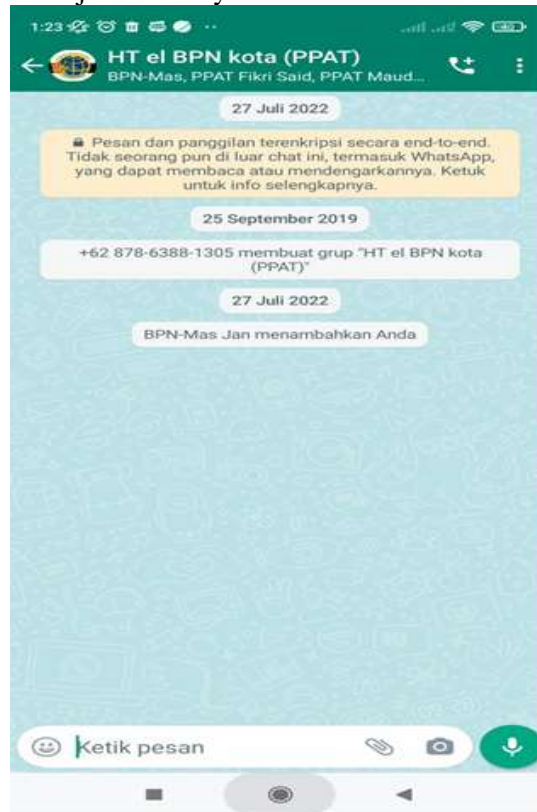 1:23
HT el BPN kota (PPAT)
BPN-Mas, PPAT Fikri Said, PPAT Maud...
27 Juli 2022
Pesan dan panggilan terenkripsi secara end-to-end.
Tidak seorang pun di luar chat ini, termasuk WhatsApp,
yang dapat membaca atau mendengarkannya. Ketuk
untuk info selengkapnya.
25 September 2019
+62 878-6388-1305 membuat grup "HT el BPN kota
(PPAT)"
27 Juli 2022
BPN-Mas Jan menambahkan Anda
Ketik pesan